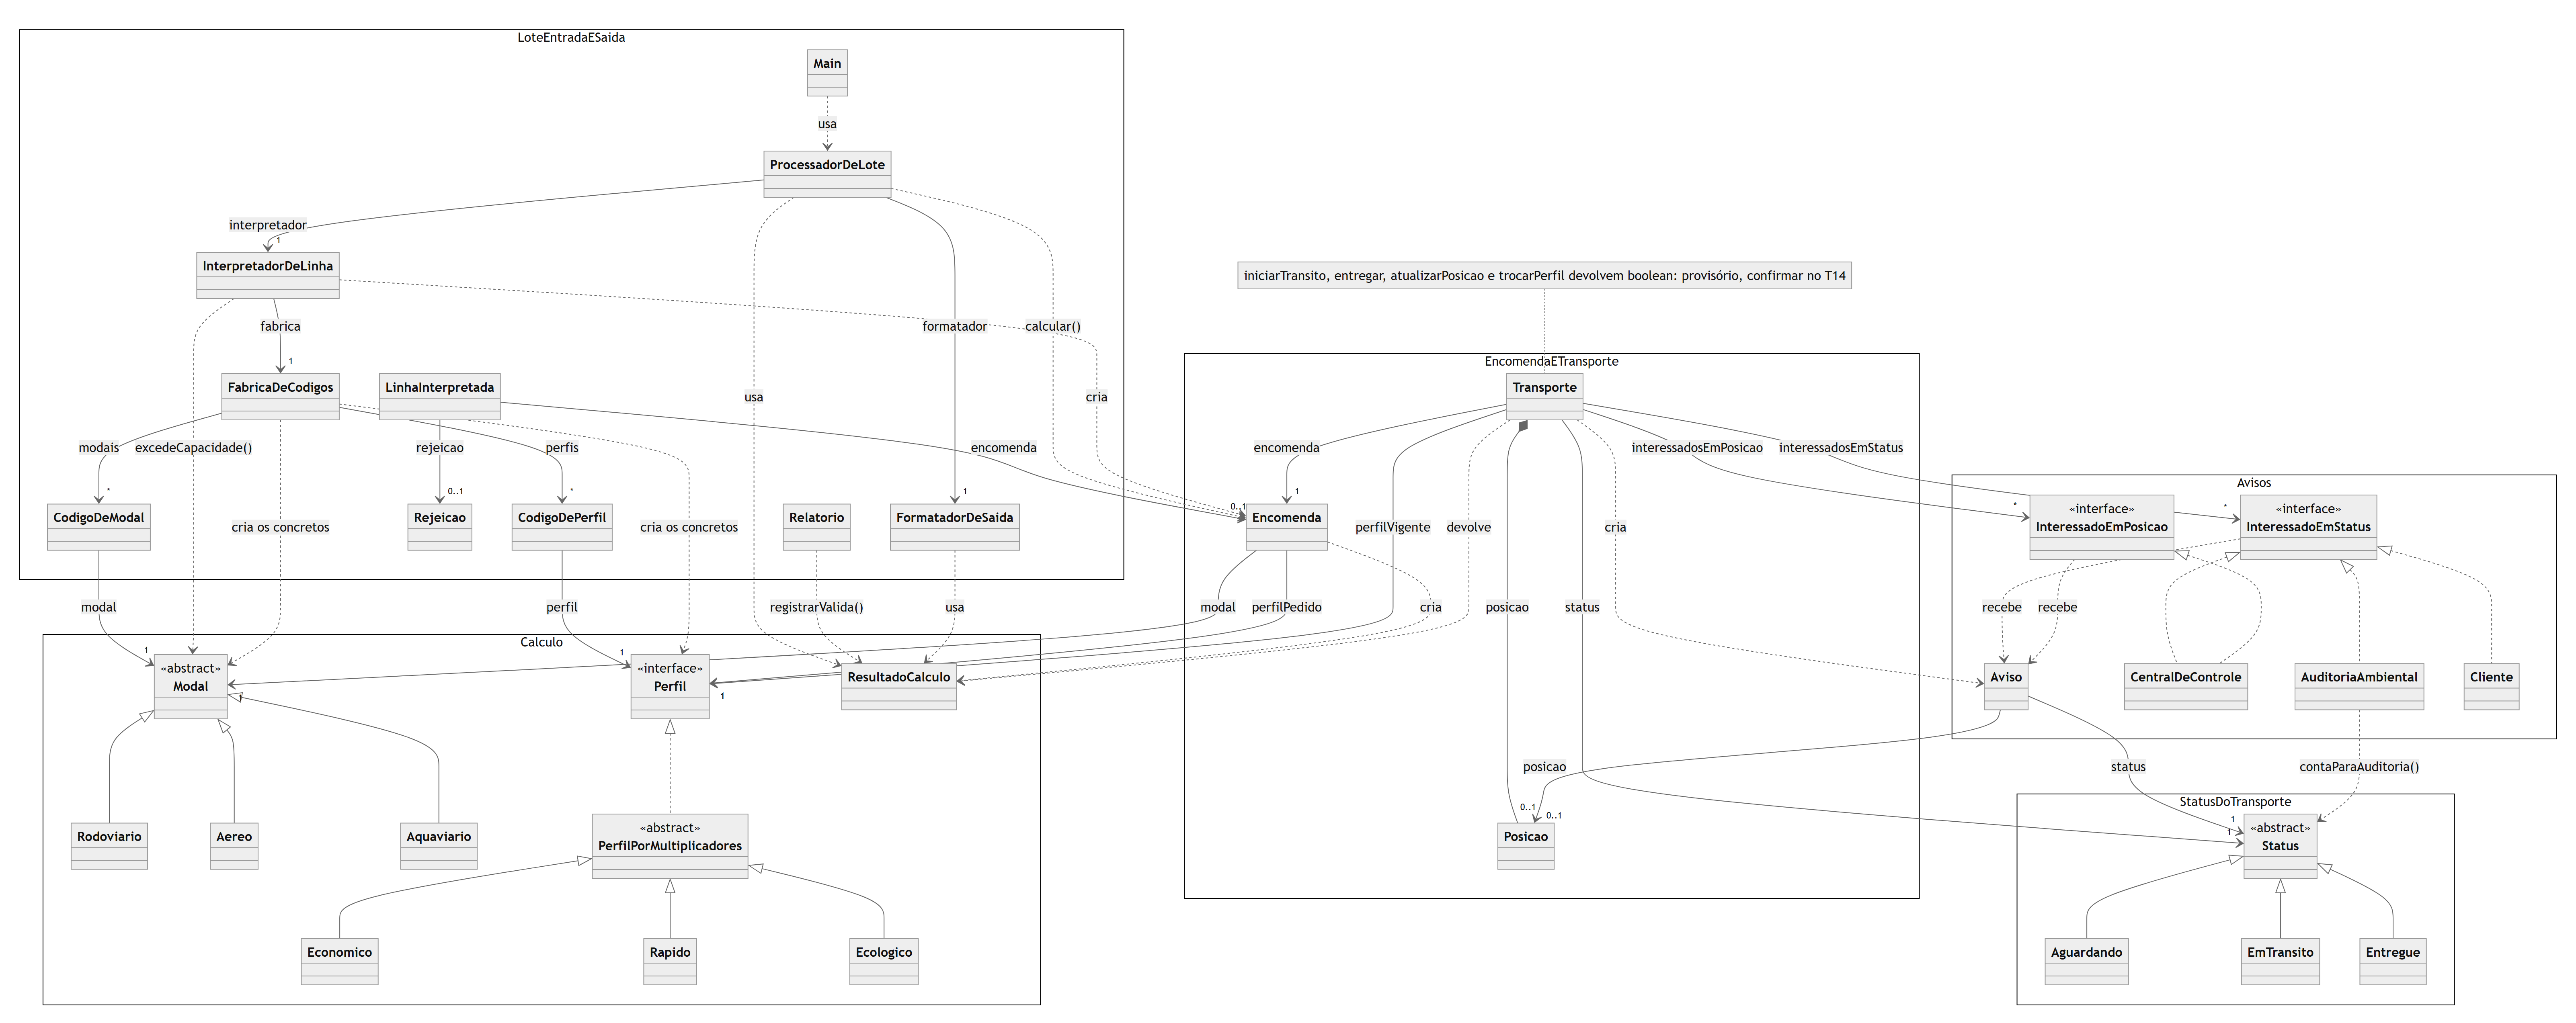 LoteEntradaESaida
Main
usa
ProcessadorDeLote
interpretador
1
InterpretadorDeLinha
iniciarTransito, entregar, atualizarPosicao e trocarPerfil devolvem boolean: provisório, confirmar no T14
fabrica
formatador
calcular()
1
EncomendaETransporte
FabricaDeCodigos
LinhaInterpretada
Transporte
usa
cria
modais
excedeCapacidade()
rejeicao
perfis
encomenda
encomenda
interessadosEmPosicao
interessadosEmStatus
Avisos
*
0..1
*
1
0..1
1
*
*
CodigoDeModal
Rejeicao
CodigoDePerfil
Relatorio
FormatadorDeSaida
Encomenda
«interface»
InteressadoEmPosicao
«interface»
InteressadoEmStatus
cria os concretos
cria os concretos
perfilVigente
devolve
cria
modal
perfil
registrarValida()
usa
modal
perfilPedido
cria
posicao
status
recebe
recebe
Calculo
1
1
«abstract»
Modal
1
«interface»
Perfil
1
ResultadoCalculo
Aviso
CentralDeControle
AuditoriaAmbiental
Cliente
posicao
status
contaParaAuditoria()
StatusDoTransporte
0..1
0..1
1
1
Rodoviario
Aereo
Aquaviario
«abstract»
PerfilPorMultiplicadores
Posicao
«abstract»
Status
Economico
Rapido
Ecologico
Aguardando
EmTransito
Entregue